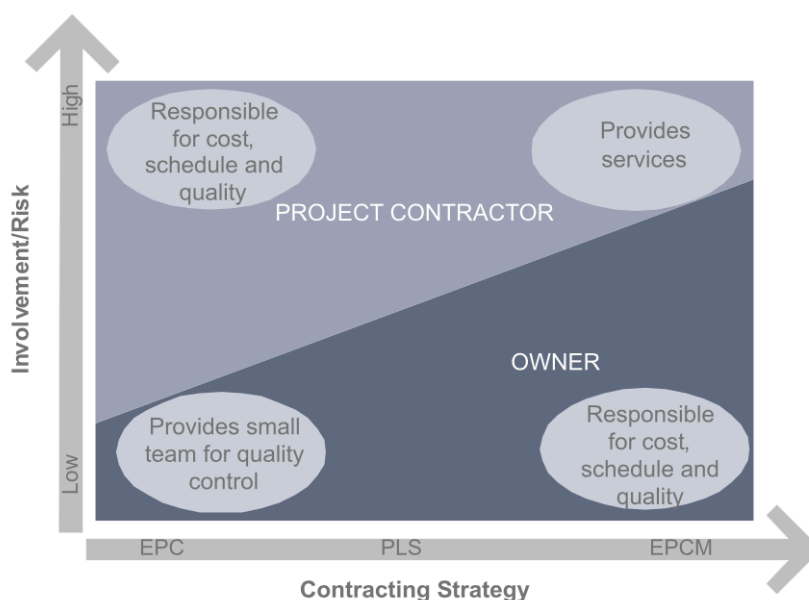 High
Responsible
for cost,
schedule and
quality
Provides
services
PROJECT CONTRACTOR
Involvement/Risk
OWNER
Provides small
team for quality
control
Responsible
for cost,
schedule and
quality
Low
EPC
PLS
EPCM
Contracting Strategy